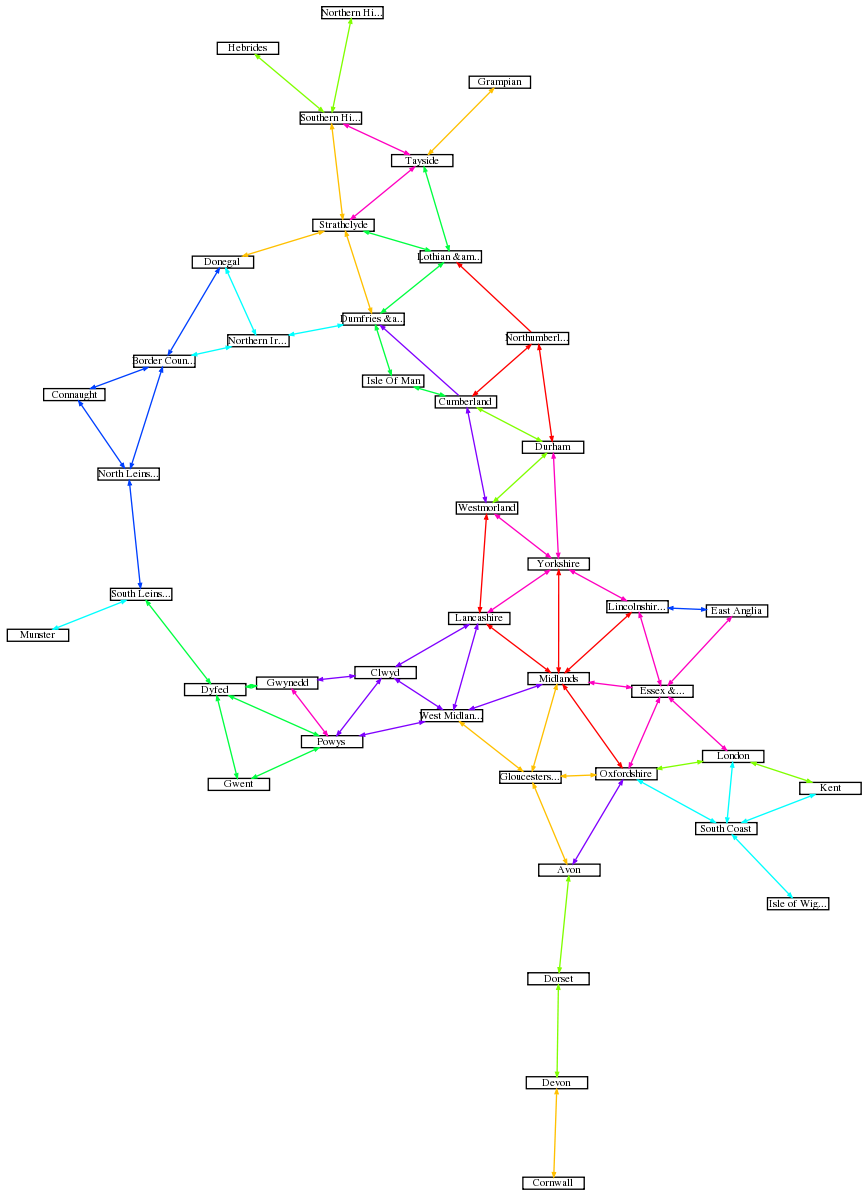 Northern Hi...
Hebrides
Grampian
Southern Hi...
Tayside
Strathclyde
Lothian &am...
Donegal
Dumfries &a...
Northern Ir...
Northumberl...
Border Coun...
Isle Of Man
Connaught
Cumberland
Durham
North Leins...
Westmorland
Yorkshire
South Leins...
Lincolnshir...
East Anglia
Lancashire
Munster
Clwyd
Midlands
Gwynedd
Dyfed
Essex &...
West Midlan...
Powys
London
Oxfordshire
Gloucesters...
Gwent
Kent
South Coast
Avon
Isle of Wig...
Dorset
Devon
Cornwall